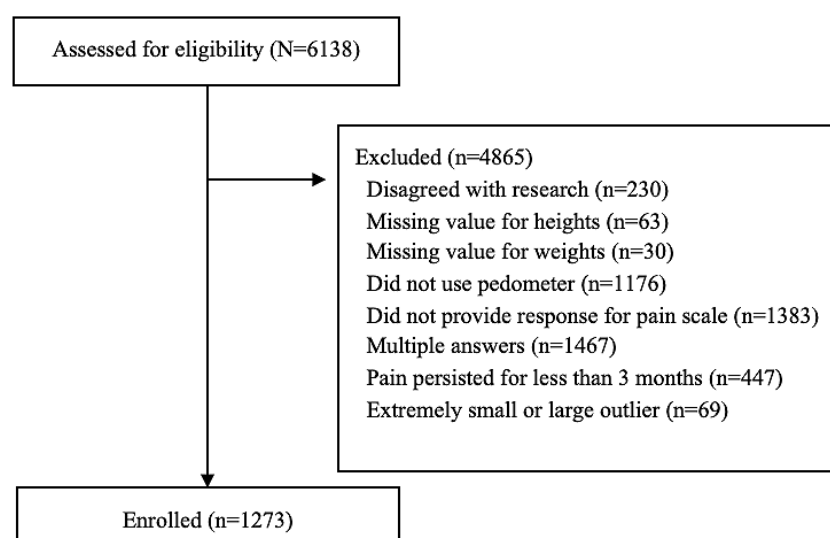 Assessed for eligibility (N=6138)
Excluded (n=4865)
Disagreed with research (n=230)
Missing value for heights (n=63)
Missing value for weights (n=30)
Did not use pedometer (n=1176)
Did not provide response for pain scale (n=1383)
Multiple answers (n=1467)
Pain persisted for less than 3 months (n=447)
Extremely small or large outlier (n=69)
Enrolled (n=1273)